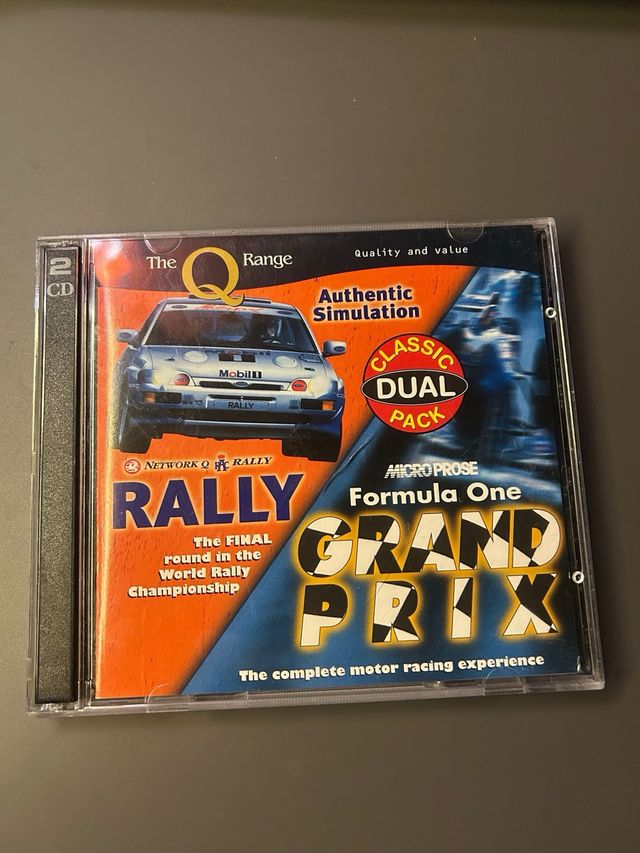 2
CD
The Q Range
Quality and value
Authentic
Simulation
CLASSIC
DUAL
PACK
Mobil 1
RALLY
NETWORK Q RAC RALLY
RALLY
The FINAL
round in the
World Rally
Championship
MICROPROSE
Formula One
GRAND
PRIX
The complete motor racing experience